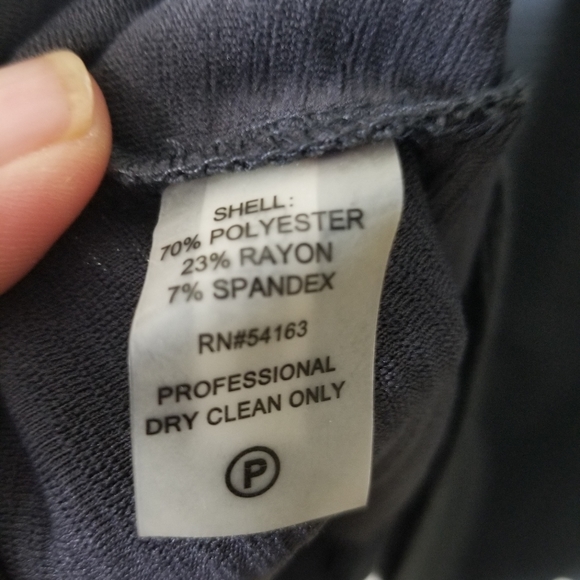 SHELL:
70% POLYESTER
23% RAYON
7% SPANDEX
RN#54163
PROFESSIONAL
DRY CLEAN ONLY
P